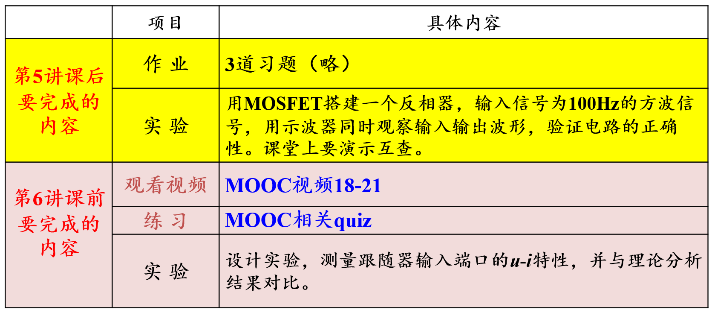 项目 具体内容
第5讲课后
要完成的
内容
作 业 3道习题（略）
实 验
用MOSFET搭建一个反相器，输入信号为100Hz的方波信
号，用示波器同时观察输入输出波形，验证电路的正确
性。课堂上要演示互查。
第6讲课前
要完成的
内容
观看视频 MOOC视频18-21
练 习 MOOC相关quiz
实 验
设计实验，测量跟随器输入端口的u-i特性，并与理论分析
结果对比。